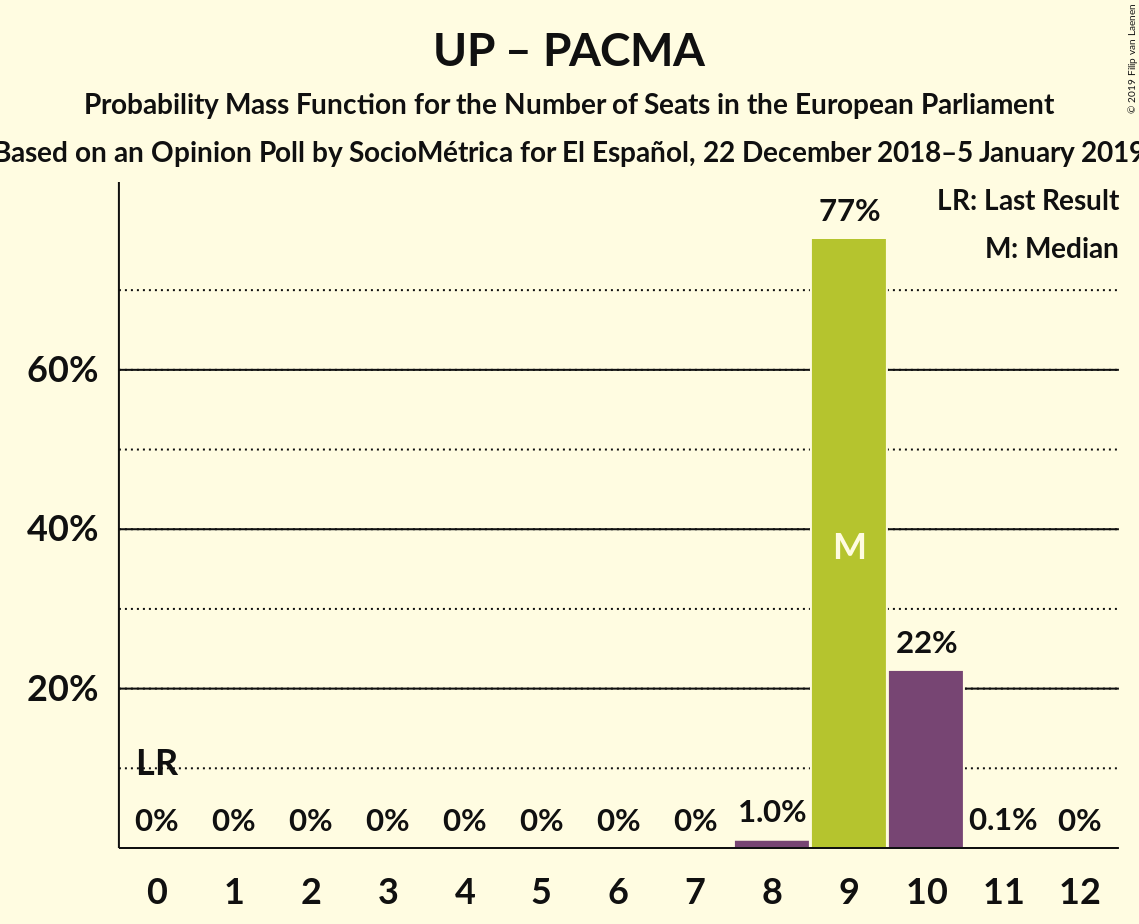 UP – PACMA
Probability Mass Function for the Number of Seats in the European Parliament
Based on an Opinion Poll by SocioMétrica for El Español, 22 December 2018–5 January 2019
© 2019 Filip van Laenen
LR: Last Result
M: Median
77%
60%
40%
M
22%
20%
LR
0% 0% 0% 0% 0% 0% 0% 0% 1.0% 0.1% 0%
0 1 2 3 4 5 6 7 8 9 10 11 12